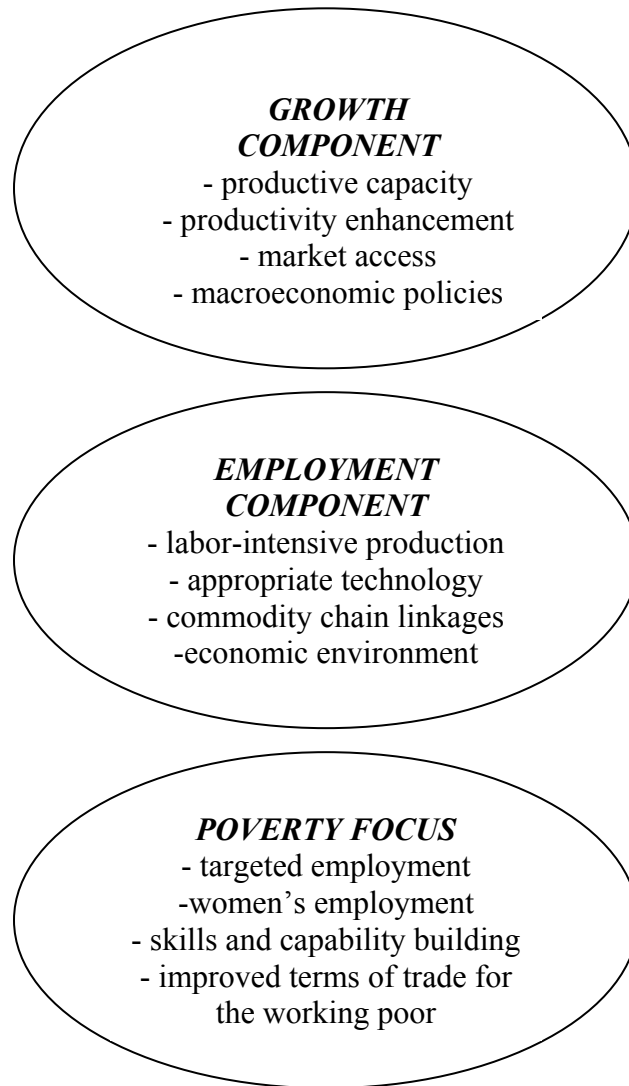 GROWTH
COMPONENT
- productive capacity
- productivity enhancement
- market access
- macroeconomic policies
EMPLOYMENT
COMPONENT
- labor-intensive production
- appropriate technology
- commodity chain linkages
-economic environment
POVERTY FOCUS
- targeted employment
-women’s employment
- skills and capability building
- improved terms of trade for
the working poor